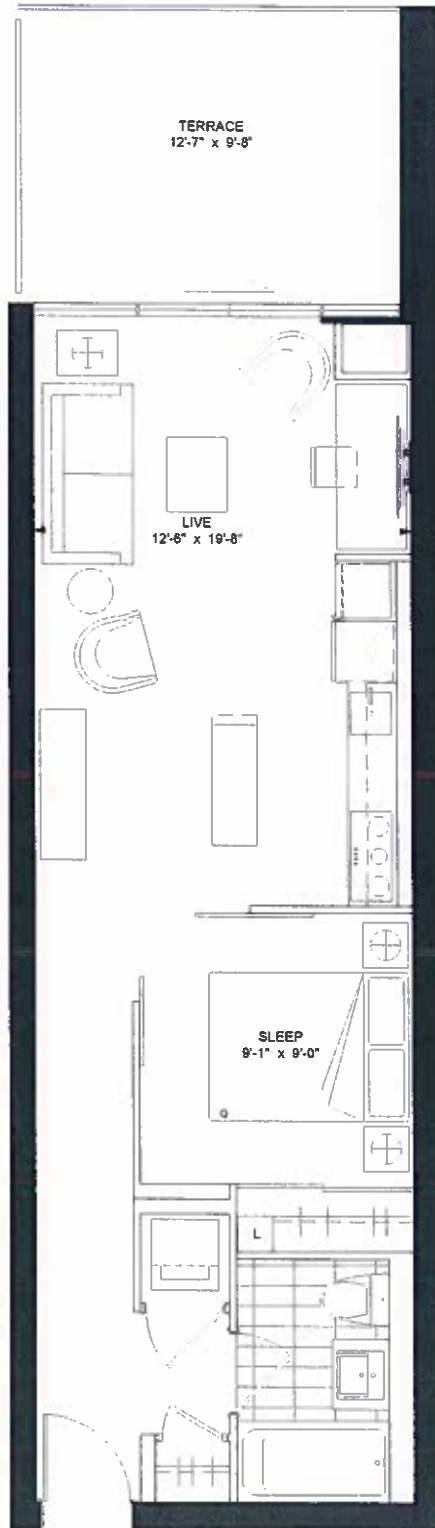 TERRACE
12'-7" x 9'-8"
LIVE
12'-6" x 19'-8"
SLEEP
9'-1" x 9'-0"
L